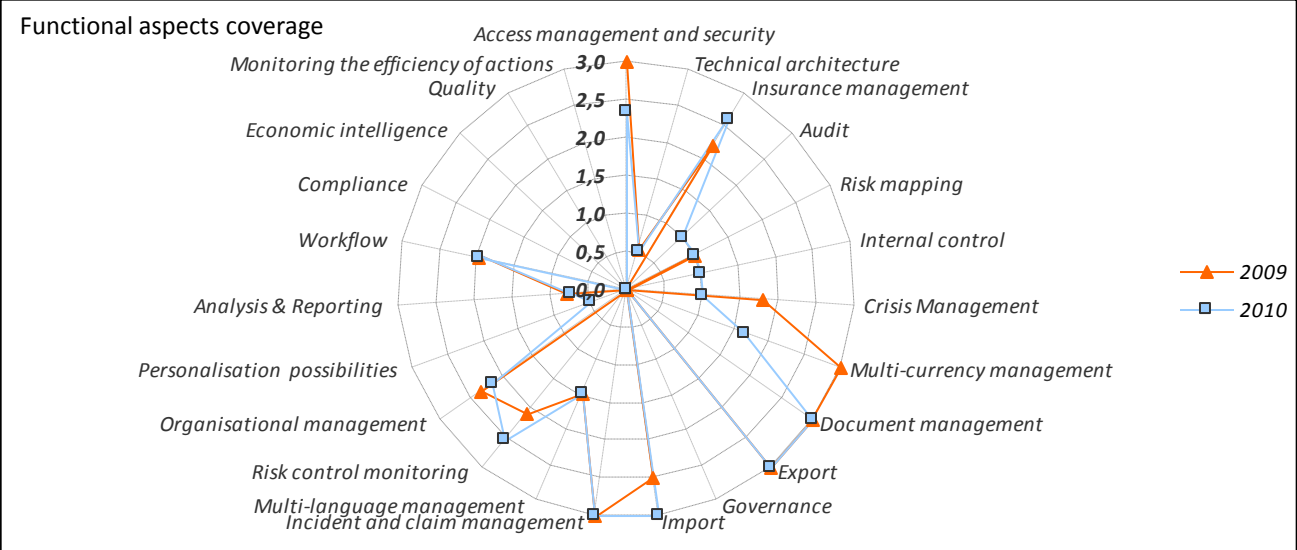 Functional aspects coverage
Access management and security
Monitoring the efficiency of actions
3,0
Technical architecture
Quality
Insurance management
2,5
Economic intelligence
2,0
Audit
Compliance
1,5
Risk mapping
1,0
Workflow
Internal control
0,5
2009
0,0
Analysis & Reporting
Crisis Management
2010
Personalisation possibilities
Multi-currency management
Organisational management
Document management
Risk control monitoring
Export
Multi-language management
Governance
Incident and claim management
Import